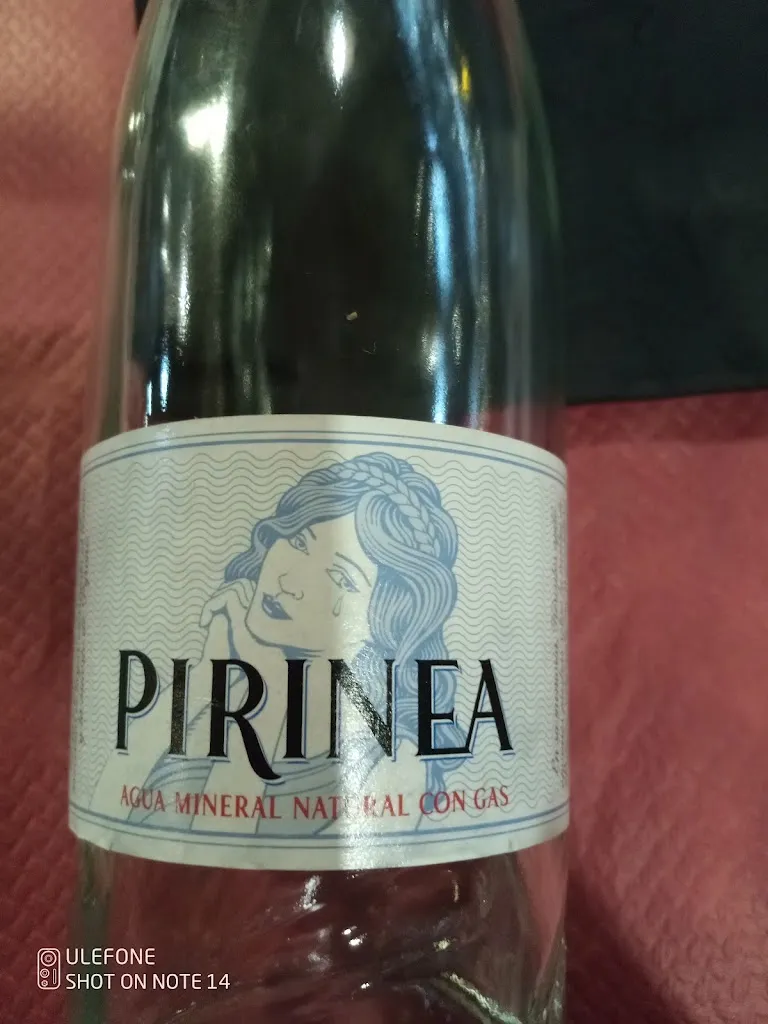 PIRINEA
AGUA MINERAL NATURAL CON GAS
ULEFONE
SHOT ON NOTE 14